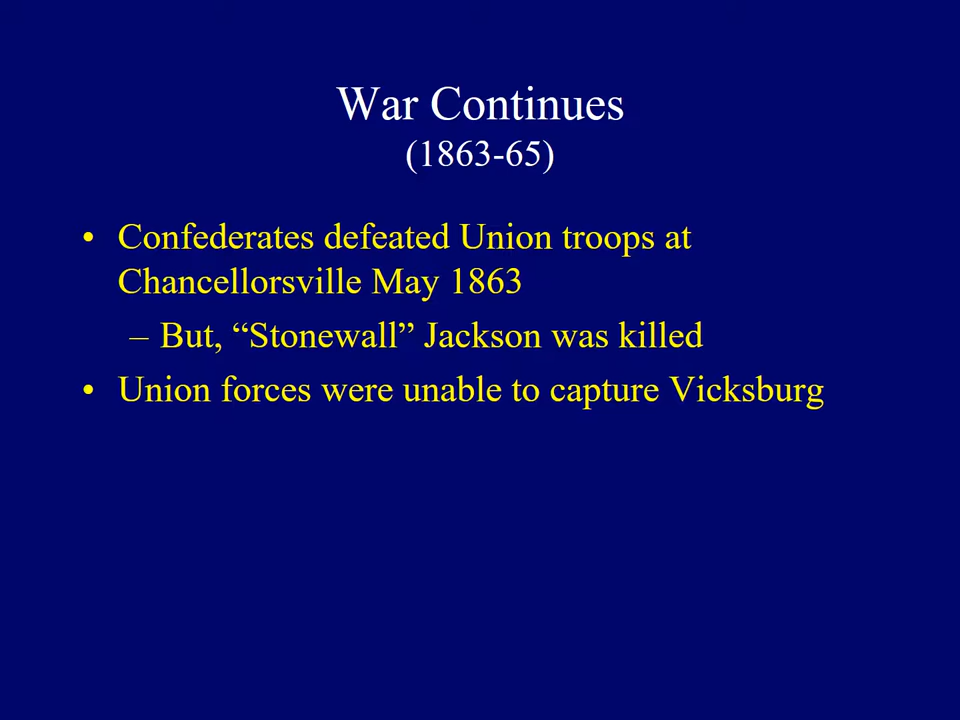 War Continues
(1863-65)
• Confederates defeated Union troops at
Chancellorsville May 1863
– But, “Stonewall” Jackson was killed
• Union forces were unable to capture Vicksburg